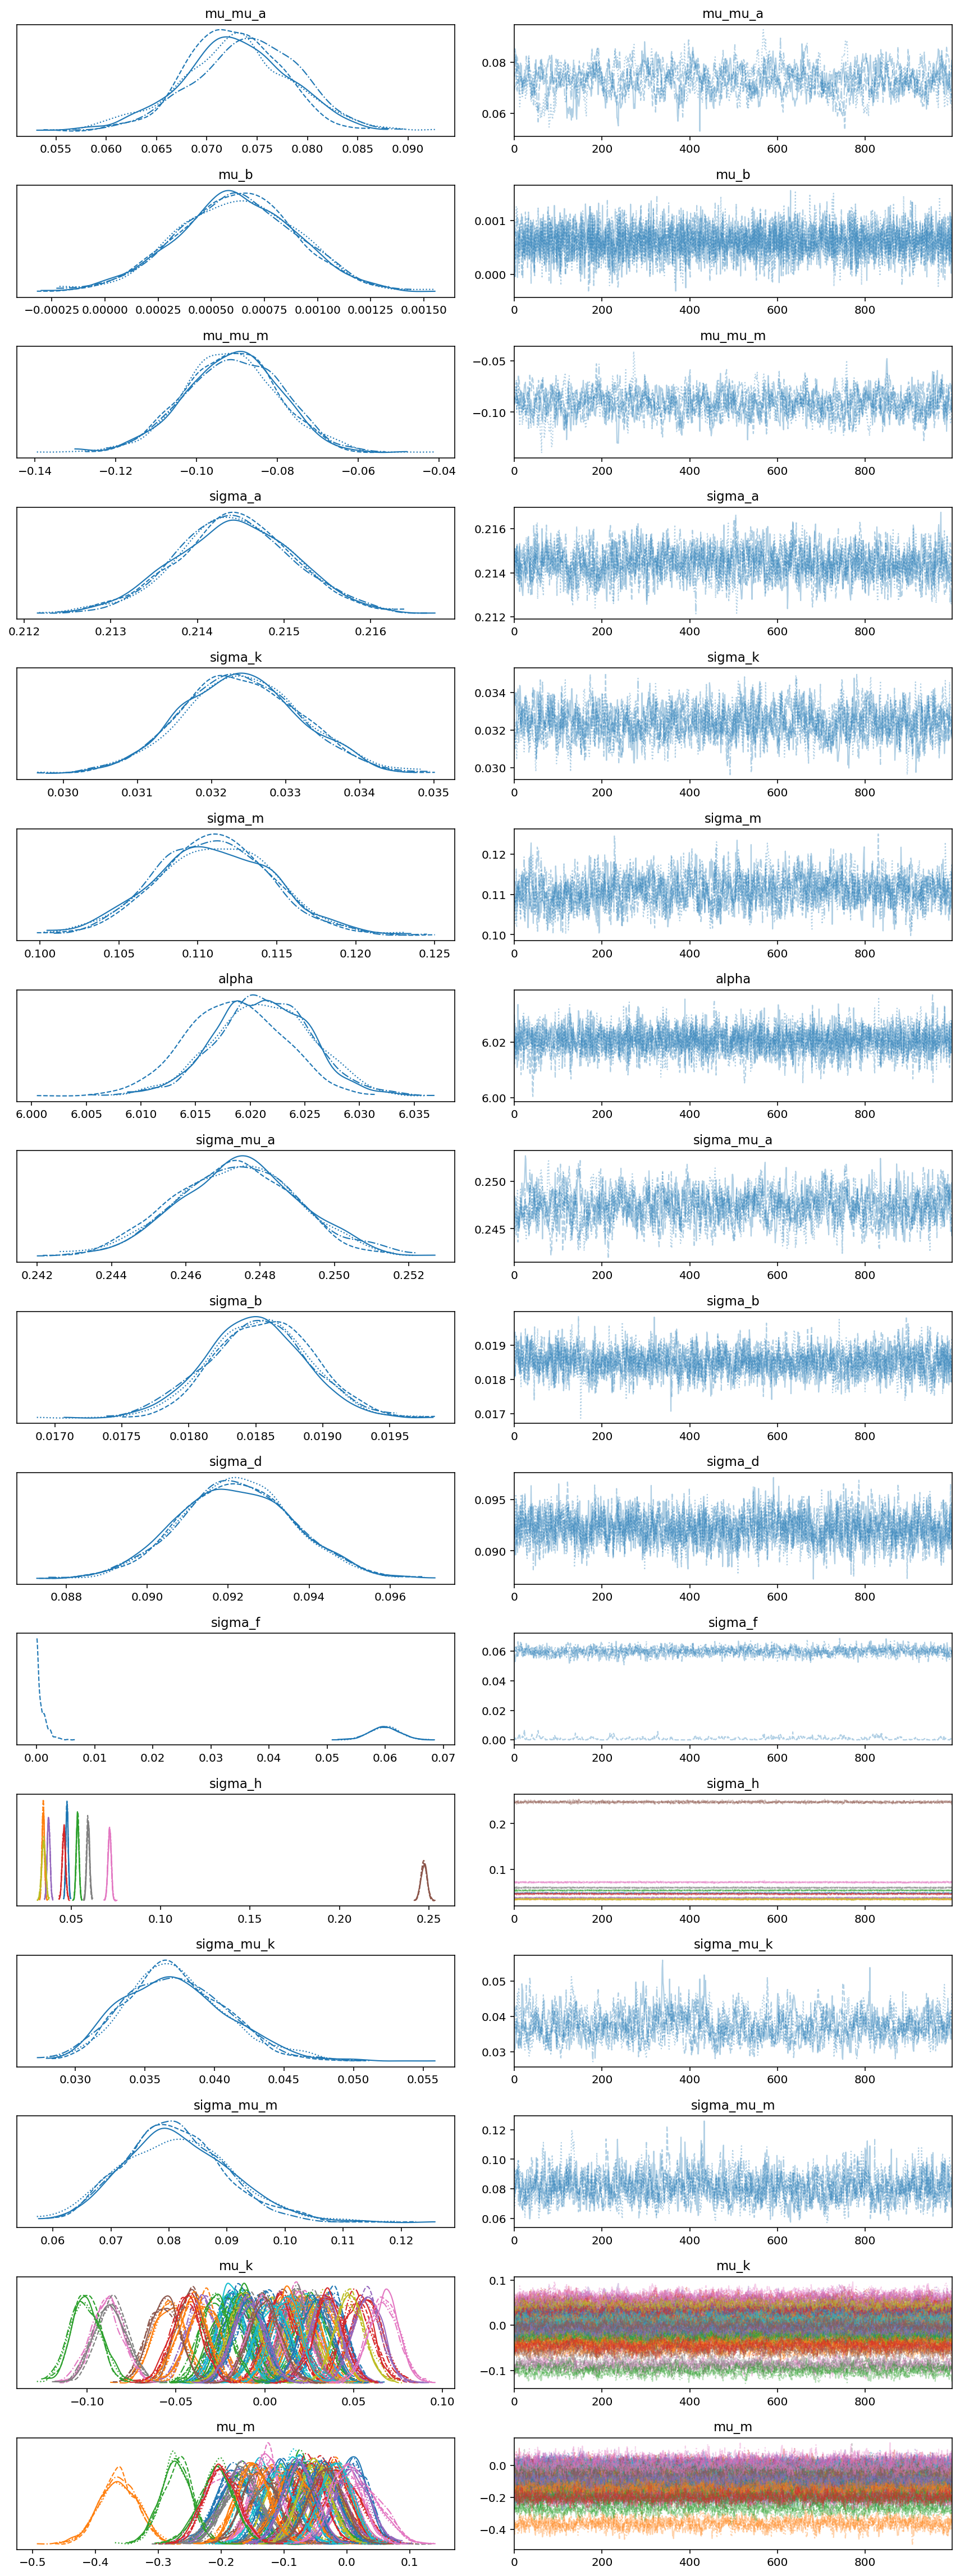 mu_mu_a mu_mu_a
0.08
0.06
0.055 0.060 0.065 0.070 0.075 0.080 0.085 0.090 0 200 400 600 800
mu_b mu_b
0.001
0.000
−0.00025 0.00000 0.00025 0.00050 0.00075 0.00100 0.00125 0.00150 0 200 400 600 800
mu_mu_m mu_mu_m
−0.05
−0.10
−0.14 −0.12 −0.10 −0.08 −0.06 −0.04 0 200 400 600 800
sigma_a sigma_a
0.216
0.214
0.212
0.212 0.213 0.214 0.215 0.216 0 200 400 600 800
sigma_k sigma_k
0.034
0.032
0.030
0.030 0.031 0.032 0.033 0.034 0.035 0 200 400 600 800
sigma_m sigma_m
0.12
0.11
0.10
0.100 0.105 0.110 0.115 0.120 0.125 0 200 400 600 800
alpha alpha
6.02
6.00
6.000 6.005 6.010 6.015 6.020 6.025 6.030 6.035 0 200 400 600 800
sigma_mu_a sigma_mu_a
0.250
0.245
0.242 0.244 0.246 0.248 0.250 0.252 0 200 400 600 800
sigma_b sigma_b
0.019
0.018
0.017
0.0170 0.0175 0.0180 0.0185 0.0190 0.0195 0 200 400 600 800
sigma_d sigma_d
0.095
0.090
0.088 0.090 0.092 0.094 0.096 0 200 400 600 800
sigma_f sigma_f
0.06
0.04
0.02
0.00
0.00 0.01 0.02 0.03 0.04 0.05 0.06 0.07 0 200 400 600 800
sigma_h sigma_h
0.2
0.1
0.05 0.10 0.15 0.20 0.25 0 200 400 600 800
sigma_mu_k sigma_mu_k
0.05
0.04
0.03
0.030 0.035 0.040 0.045 0.050 0.055 0 200 400 600 800
sigma_mu_m sigma_mu_m
0.12
0.10
0.08
0.06
0.06 0.07 0.08 0.09 0.10 0.11 0.12 0 200 400 600 800
mu_k mu_k
0.1
0.0
−0.1
−0.10 −0.05 0.00 0.05 0.10 0 200 400 600 800
mu_m mu_m
0.0
−0.2
−0.4
−0.5 −0.4 −0.3 −0.2 −0.1 0.0 0.1 0 200 400 600 800